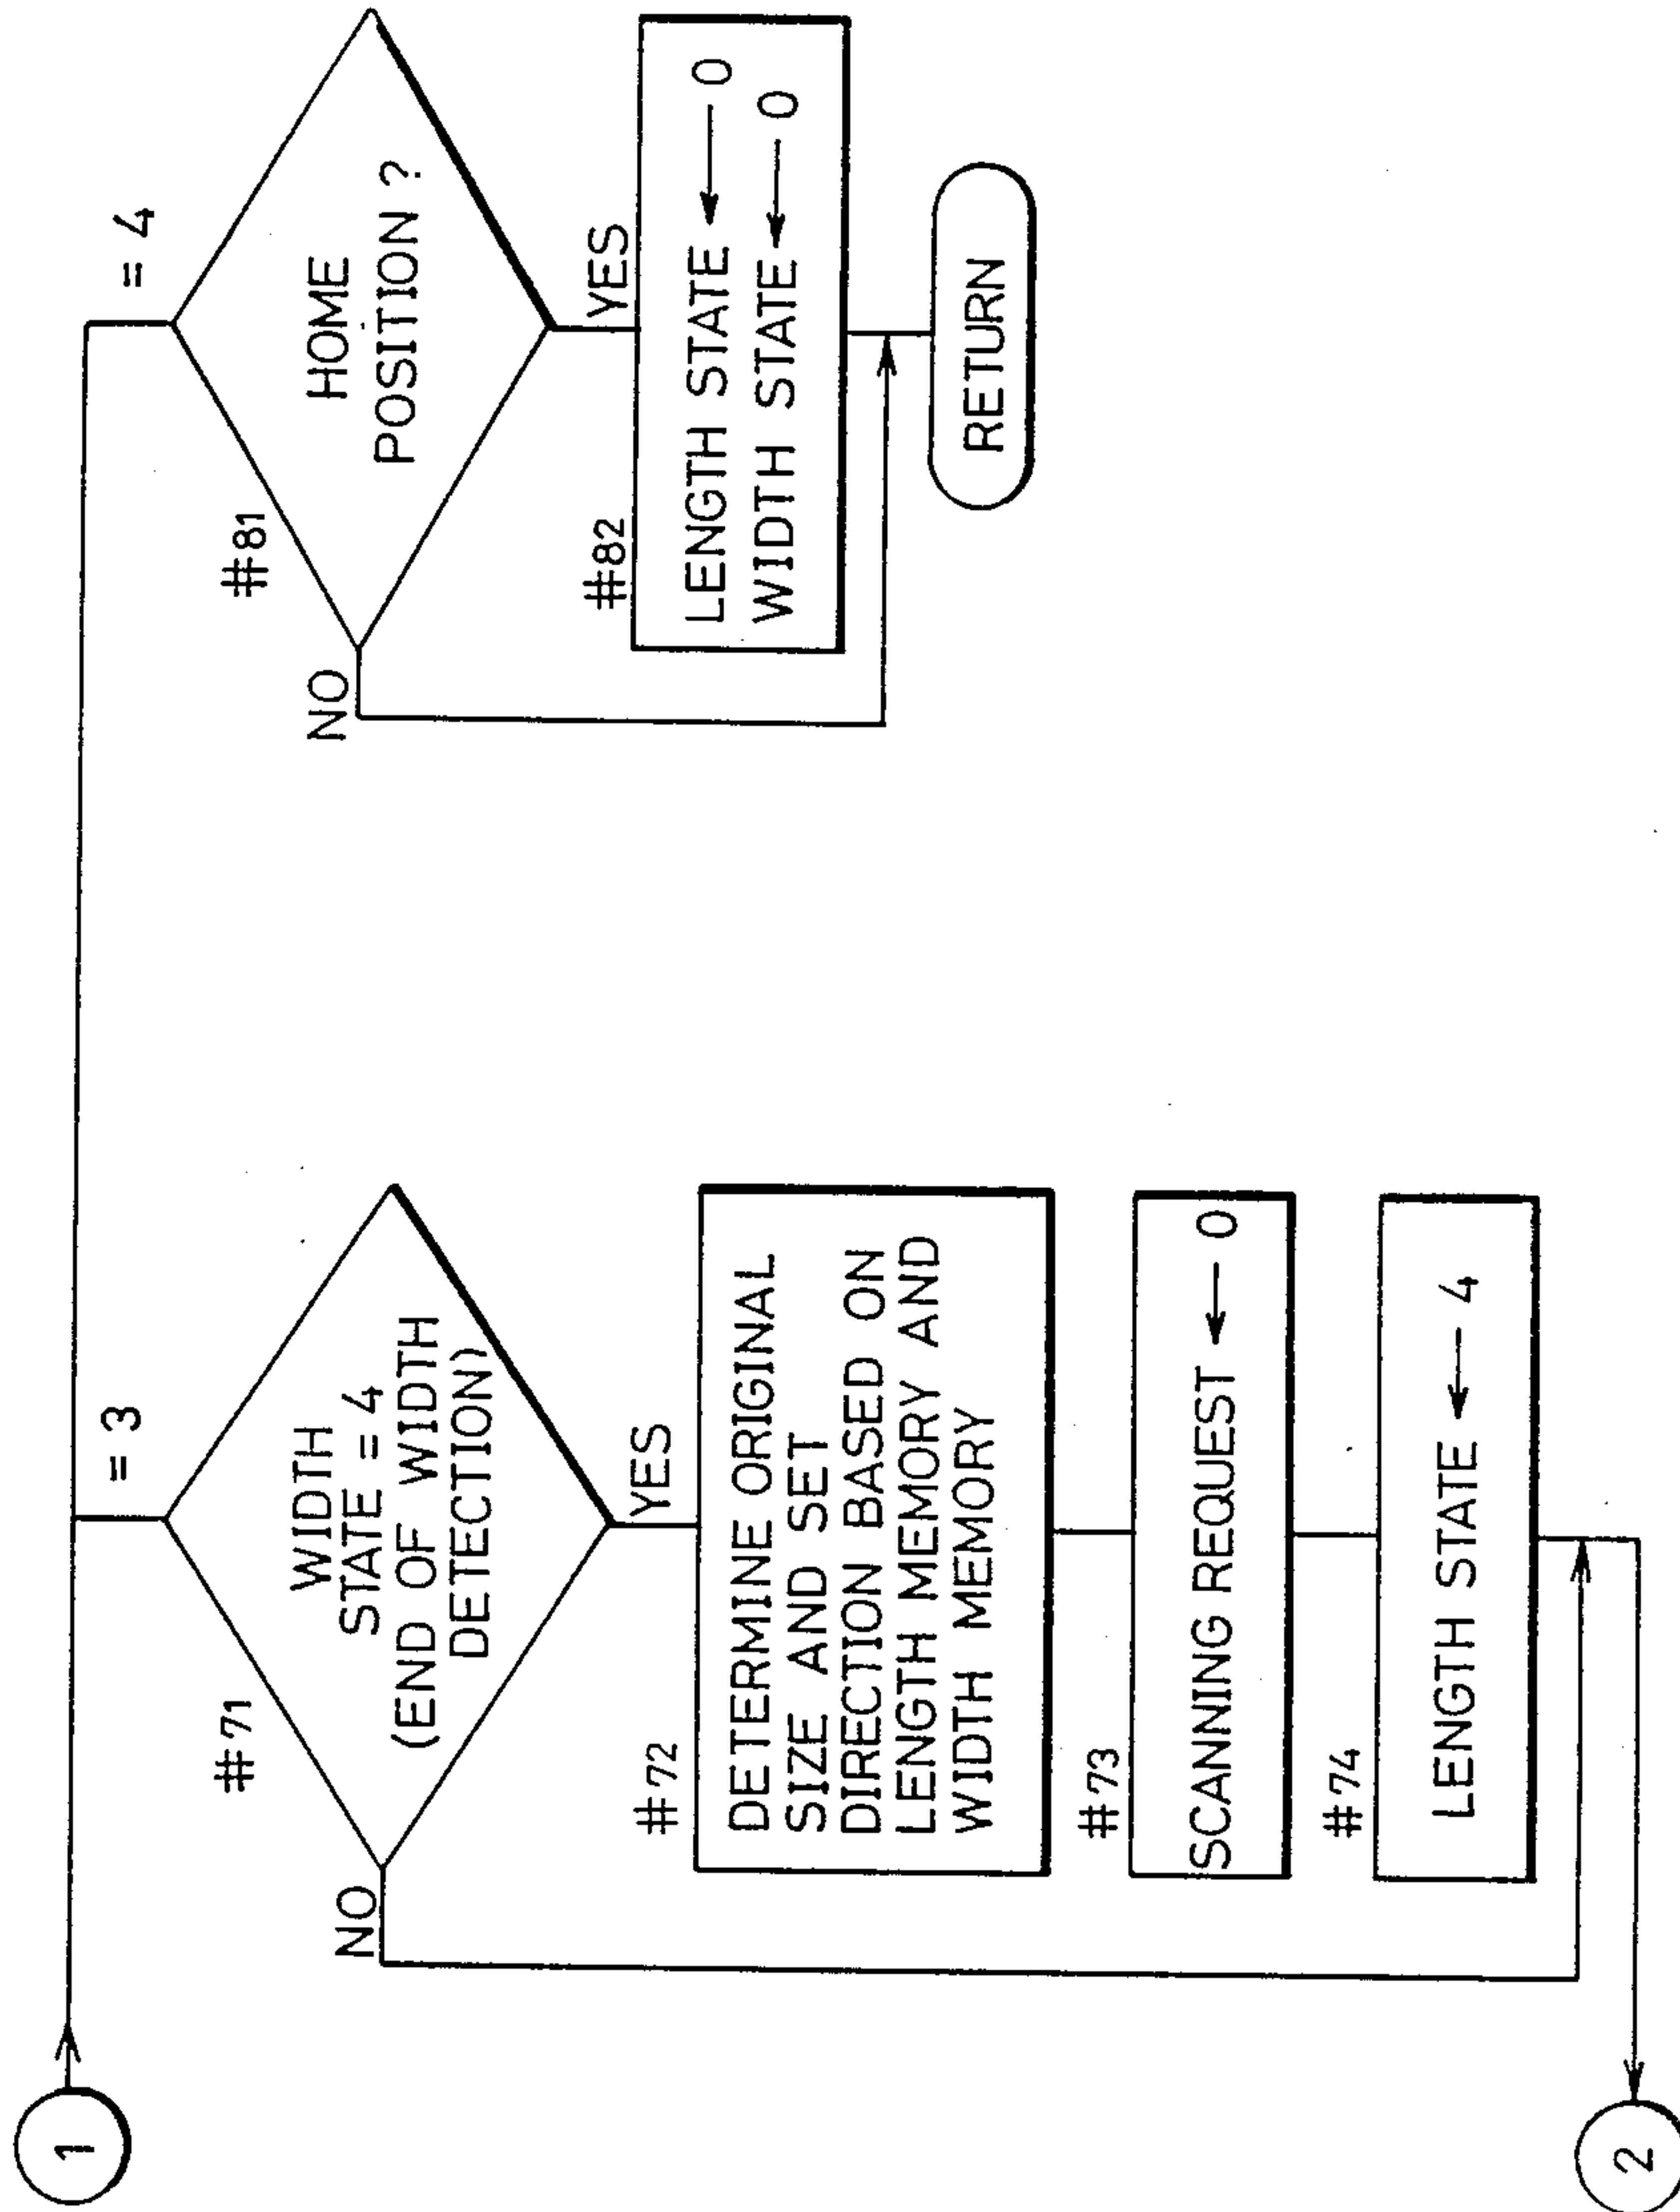 1
= 3
#71
WIDTH
STATE = 4
(END OF WIDTH
DETECTION)
NO
YES
#72
DETERMINE ORIGINAL
SIZE AND SET
DIRECTION BASED ON
LENGTH MEMORY AND
WIDTH MEMORY
#73
SCANNING REQUEST ← 0
#74
LENGTH STATE ← 4
2
= 4
#81
HOME
POSITION ?
NO
YES
#82
LENGTH STATE ← 0
WIDTH STATE ← 0
RETURN